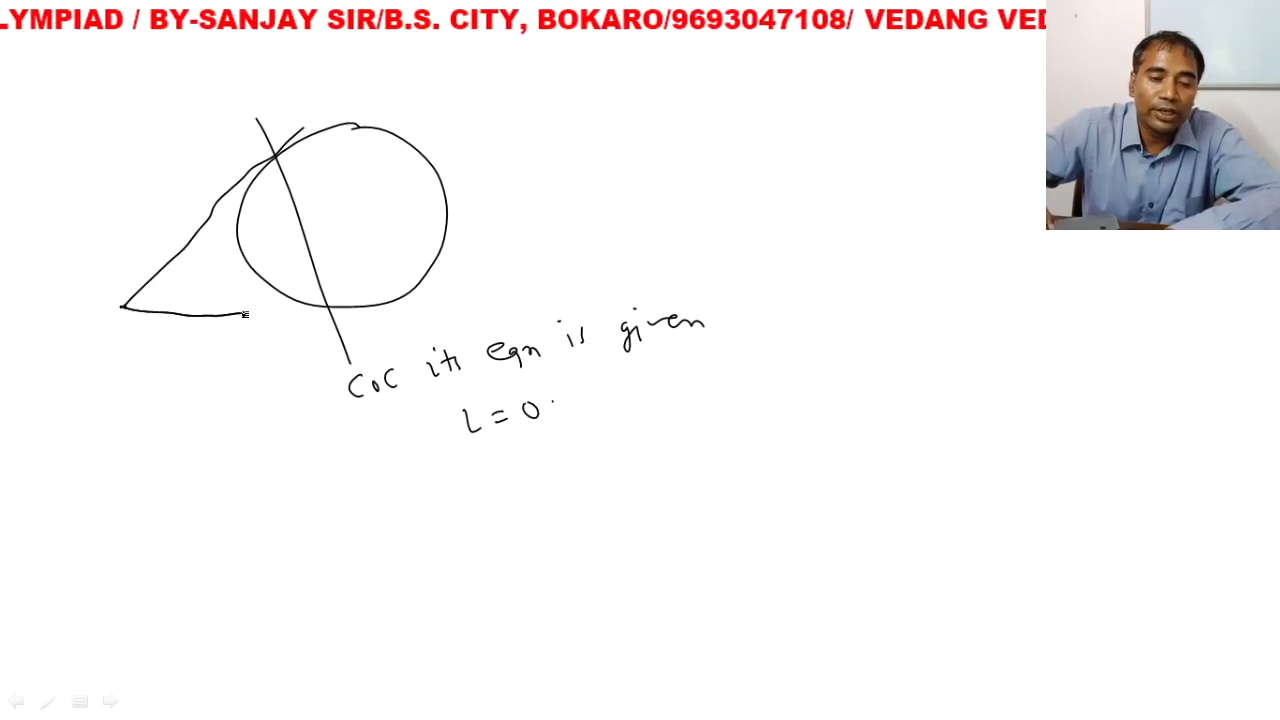 LYMPIAD / BY-SANJAY SIR/B.S. CITY, BOKARO/9693047108/ VEDANG VED
COC its eqn is given
L = 0.